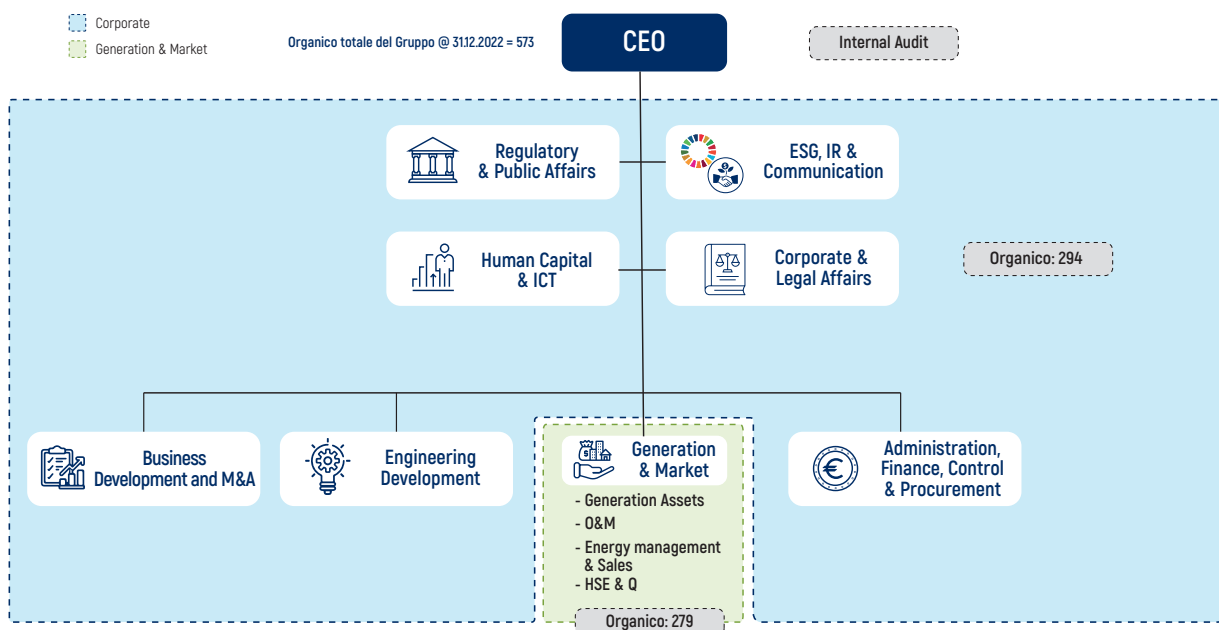 Corporate
Generation & Market
Organico totale del Gruppo @ 31.12.2022 = 573
CEO
Internal Audit
Regulatory
& Public Affairs
ESG, IR &
Communication
Human Capital
& ICT
Corporate &
Legal Affairs
Organico: 294
Business
Development and M&A
Engineering
Development
Generation
& Market
Administration,
Finance, Control
& Procurement
- Generation Assets
- O&M
- Energy management
& Sales
- HSE & Q
Organico: 279